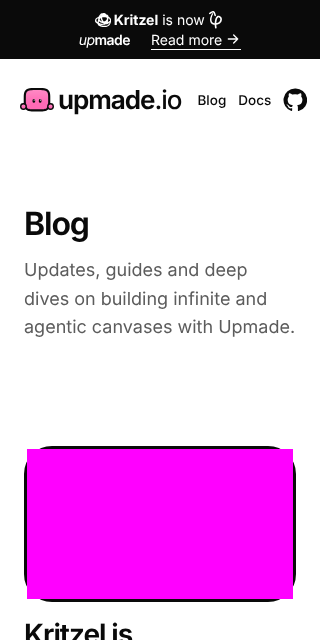 Kritzel is now
upmade Read more →
upmade.io Blog Docs
Blog
Updates, guides and deep
dives on building infinite and
agentic canvases with Upmade.
Kritzel is